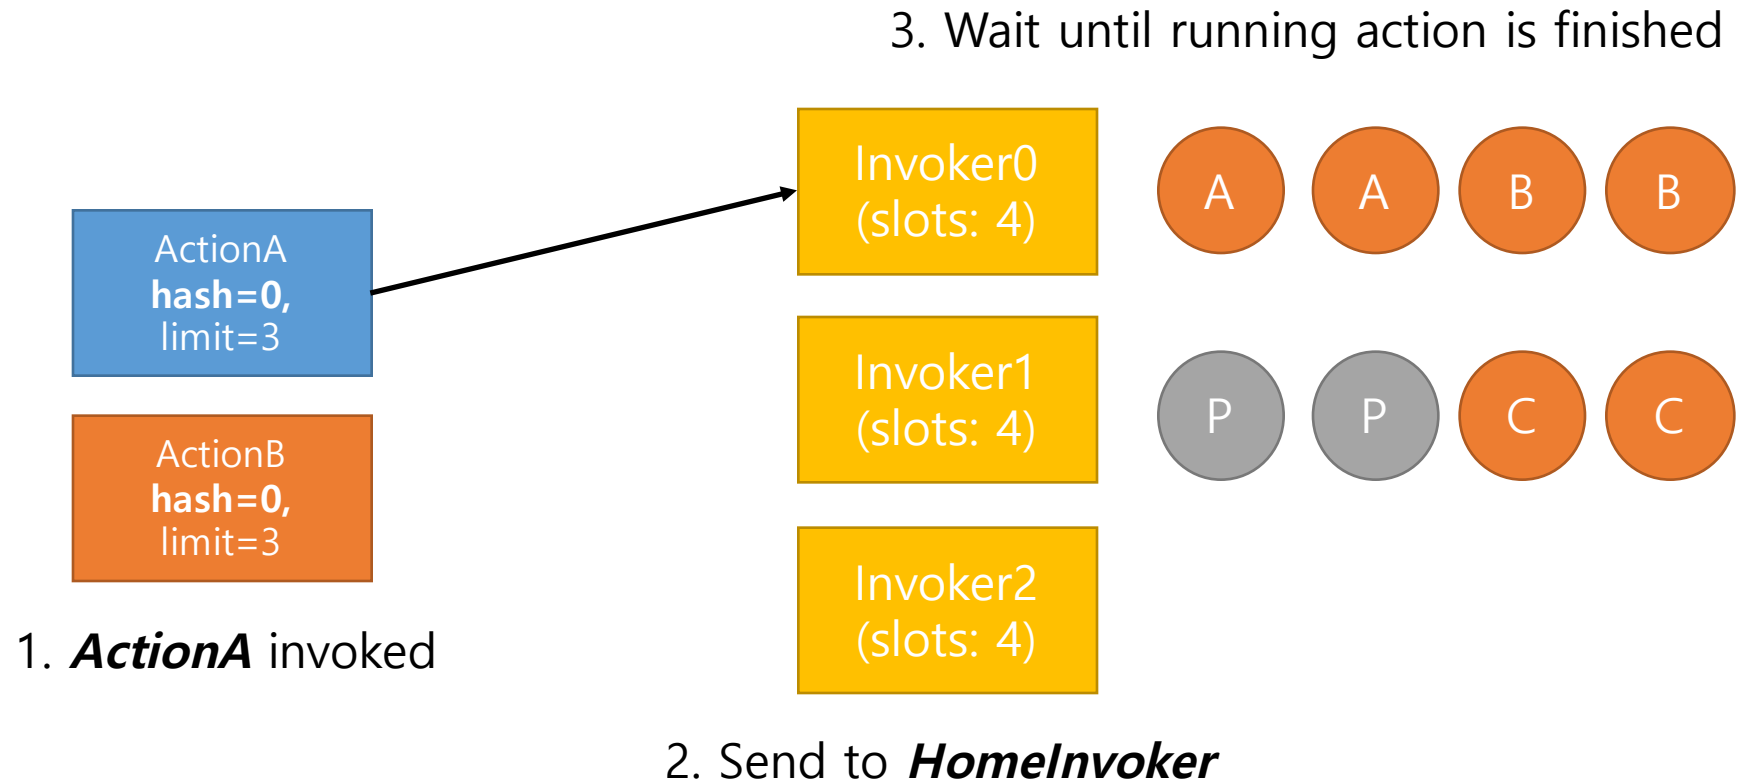 3. Wait until running action is finished
Invoker0
(slots: 4)
A A B B
ActionA
hash=0,
limit=3
Invoker1
(slots: 4)
P P C C
ActionB
hash=0,
limit=3
Invoker2
(slots: 4)
1. ActionA invoked
2. Send to HomeInvoker